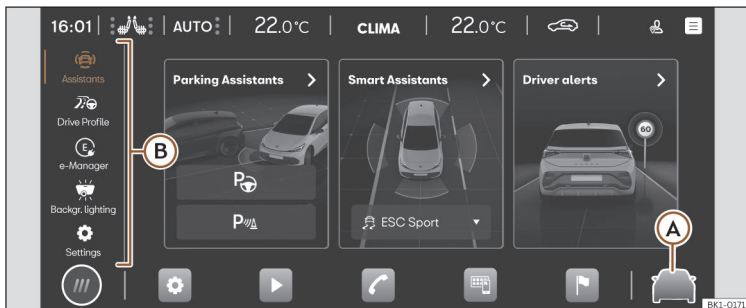 16:01 AUTO 22.0°C CLIMA 22.0°C
Assistants
Drive Profile
E
e-Manager
Backgr. lighting
Settings
B
Parking Assistants
P
P
Smart Assistants
ESC Sport
Driver alerts
60
A
BK1-0171